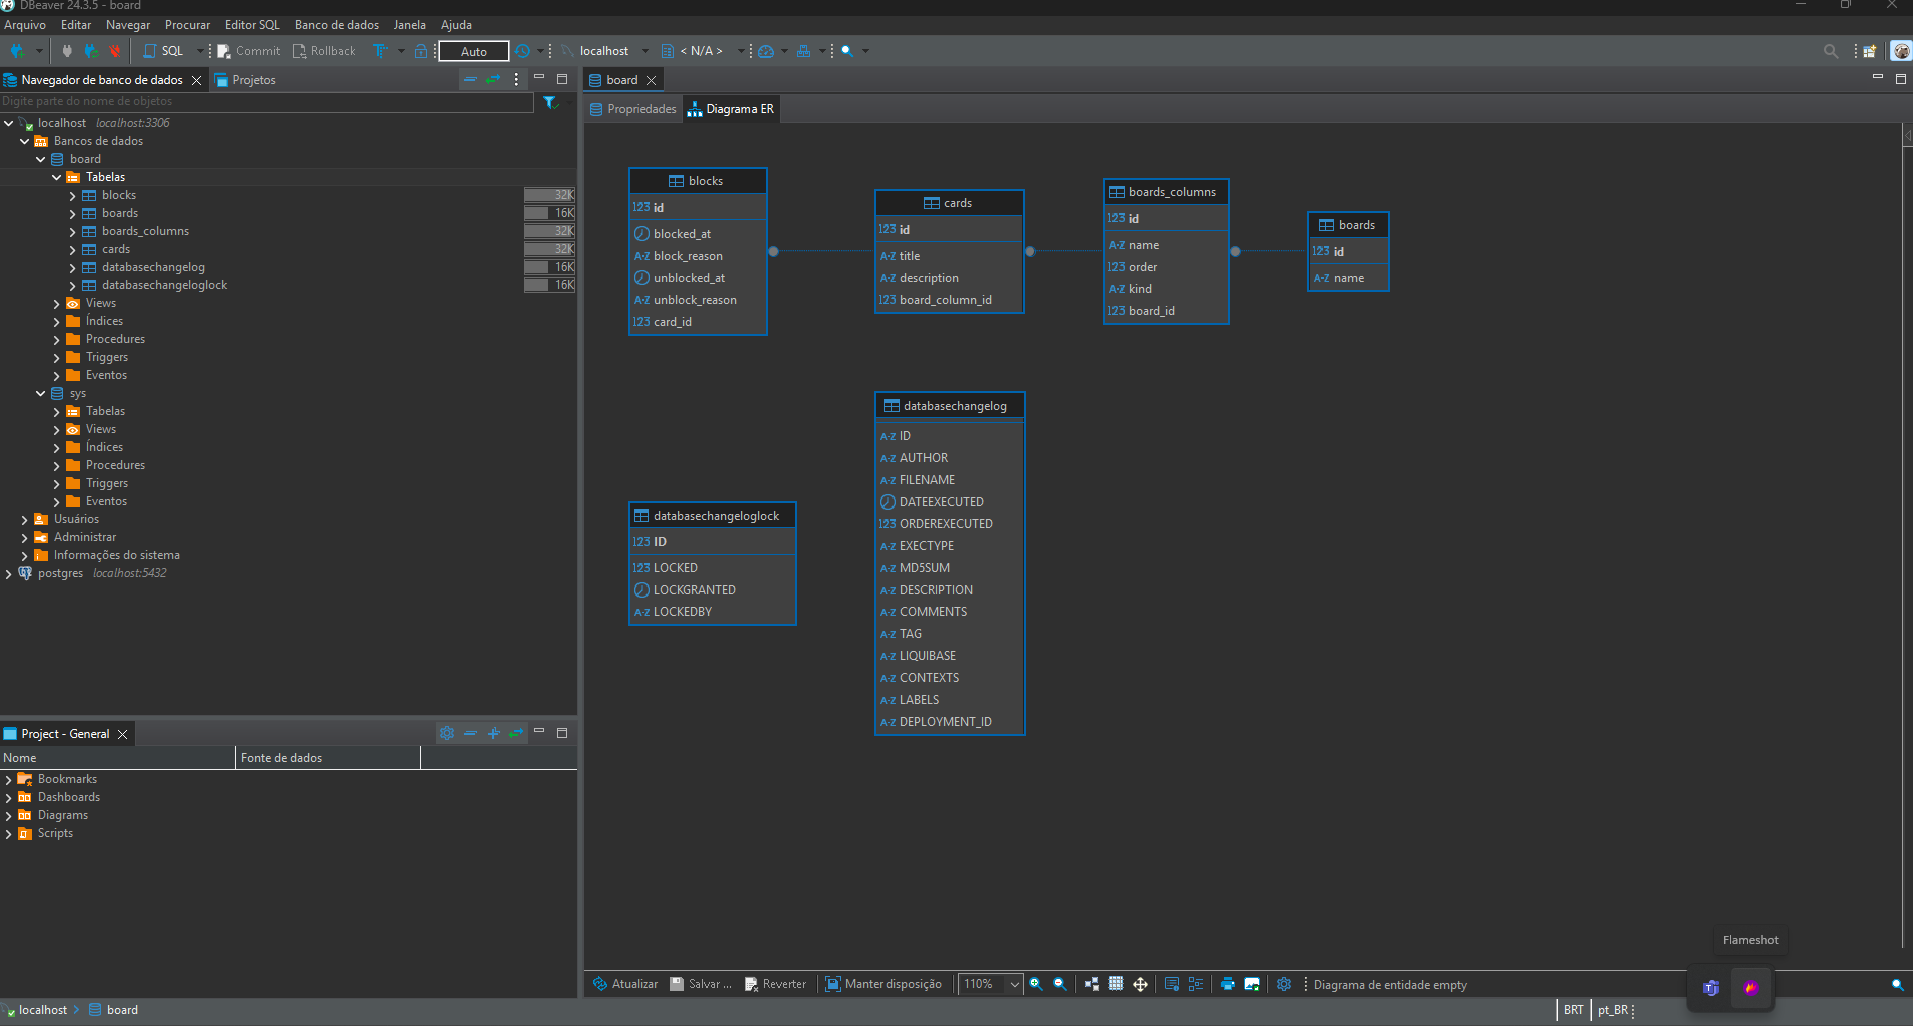 DBeaver 24.3.5 - board
Arquivo Editar Navegar Procurar Editor SQL Banco de dados Janela Ajuda
SQL Commit Rollback Auto localhost < N/A >
Navegador de banco de dados Projetos
Digite parte do nome de objetos
localhost localhost:3306
Bancos de dados
board
Tabelas
blocks 32K
boards 16K
boards_columns 32K
cards 32K
databasechangelog 16K
databasechangeloglock 16K
Views
Índices
Procedures
Triggers
Eventos
sys
Tabelas
Views
Índices
Procedures
Triggers
Eventos
Usuários
Administrar
Informações do sistema
postgres localhost:5432
Project - General
Nome Fonte de dados
Bookmarks
Dashboards
Diagrams
Scripts
board
Propriedades Diagrama ER
blocks
123 id
blocked_at
A-Z block_reason
unblocked_at
A-Z unblock_reason
123 card_id
cards
123 id
A-Z title
A-Z description
123 board_column_id
boards_columns
123 id
A-Z name
123 order
A-Z kind
123 board_id
boards
123 id
A-Z name
databasechangeloglock
123 ID
123 LOCKED
LOCKGRANTED
A-Z LOCKEDBY
databasechangelog
A-Z ID
A-Z AUTHOR
A-Z FILENAME
DATEEXECUTED
123 ORDEREXECUTED
A-Z EXECTYPE
A-Z MD5SUM
A-Z DESCRIPTION
A-Z COMMENTS
A-Z TAG
A-Z LIQUIBASE
A-Z CONTEXTS
A-Z LABELS
A-Z DEPLOYMENT_ID
Flameshot
Atualizar Salvar ... Reverter Manter disposição 110% Diagrama de entidade empty
localhost board BRT pt_BR